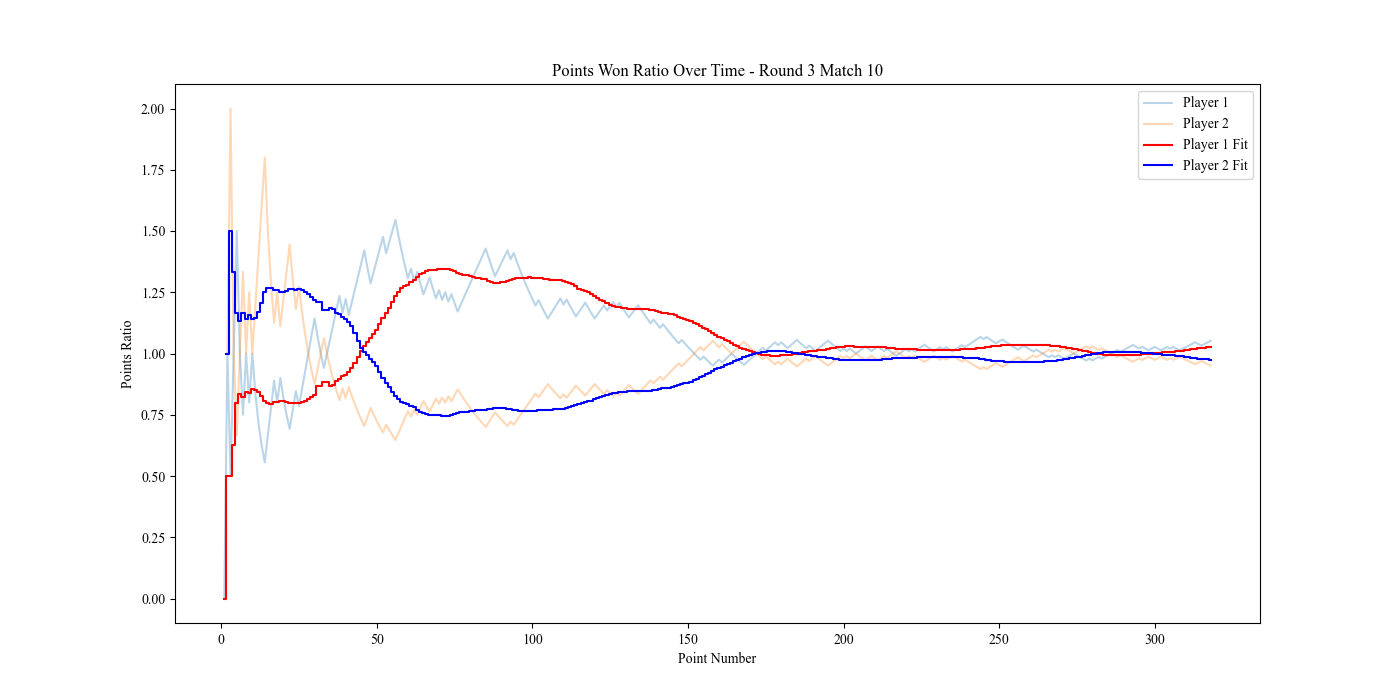 Points Won Ratio Over Time - Round 3 Match 10
Player 1
Player 2
Player 1 Fit
Player 2 Fit
2.00
1.75
1.50
1.25
1.00
0.75
0.50
0.25
0.00
Points Ratio
0 50 100 150 200 250 300
Point Number